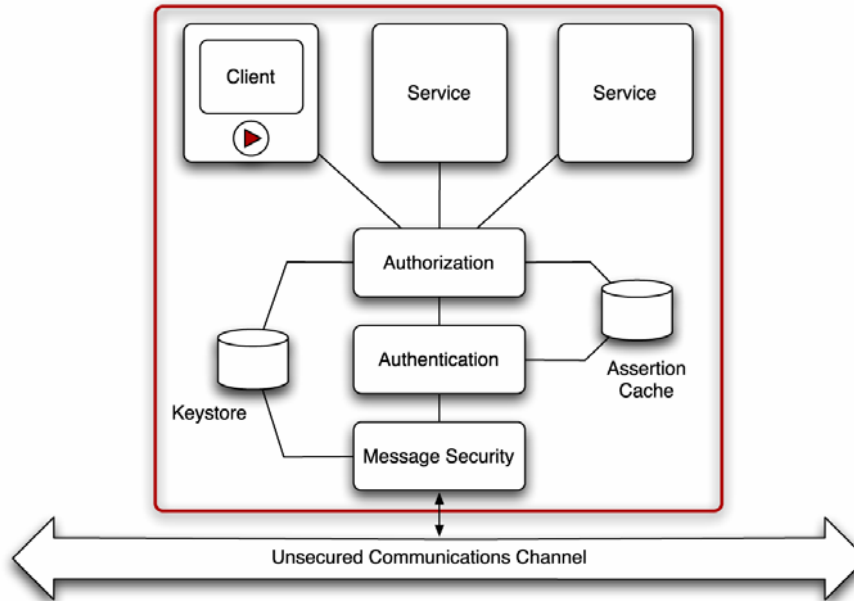 Client
Service
Service
Authorization
Authentication
Assertion
Cache
Keystore
Message Security
Unsecured Communications Channel